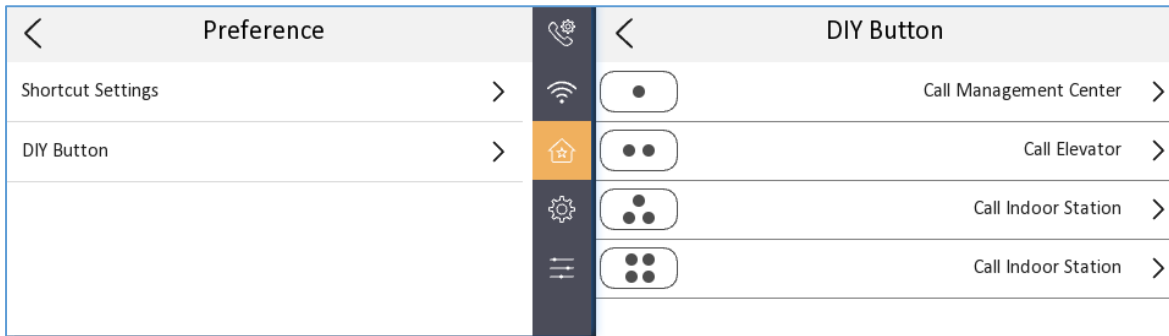 Preference
Shortcut Settings
DIY Button
DIY Button
Call Management Center
Call Elevator
Call Indoor Station
Call Indoor Station